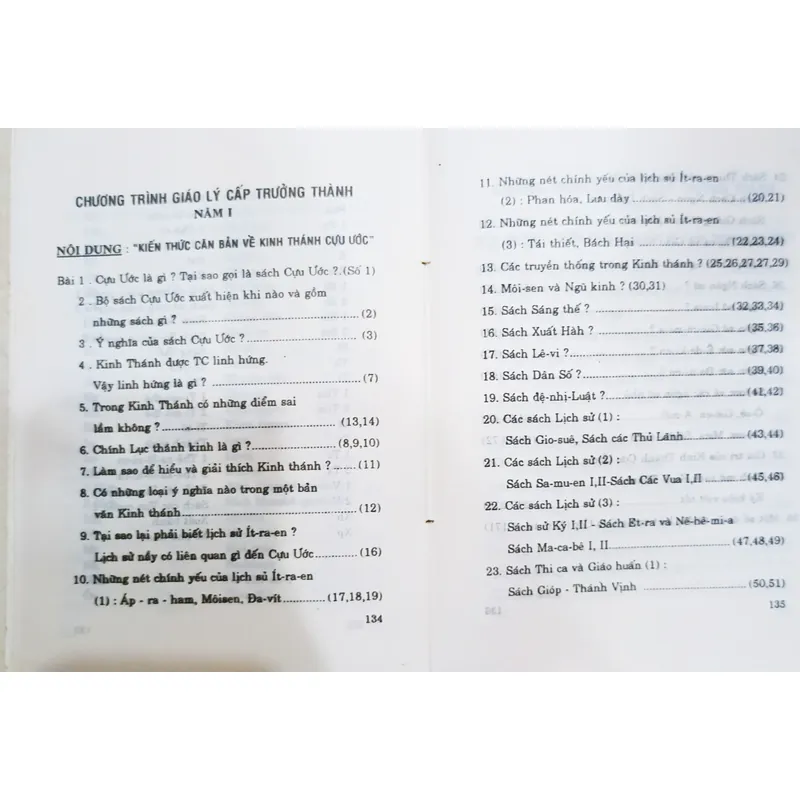 CHƯƠNG TRÌNH GIÁO LÝ CẤP TRƯỞNG THÀNH
NĂM I
NỘI DUNG : "KIẾN THỨC CĂN BẢN VỀ KINH THÁNH CỰU ƯỚC"
Bài 1 . Cựu Ước là gì ? Tại sao gọi là sách Cựu Ước ?.(Số 1)
2 . Bộ sách Cựu Ước xuất hiện khi nào và gồm
những sách gì ? ........................................ (2)
3 . Ý nghĩa của sách Cựu Ước ? ......................... (3)
4 . Kinh Thánh được TC linh hứng.
Vậy linh hứng là gì ? .................................. (7)
5. Trong Kinh Thánh có những điểm sai
lầm không ? ........................................ (13,14)
6. Chính Lục thánh kinh là gì ? .................... (8,9,10)
7. Làm sao để hiểu và giải thích Kinh thánh ? ....... (11)
8. Có những loại ý nghĩa nào trong một bản
văn Kinh thánh........................................ (12)
9. Tại sao lại phải biết lịch sử Ít-ra-en ?
Lịch sử nầy có liên quan gì đến Cựu Ước........... (16)
10. Những nét chính yếu của lịch sủ Ít-ra-en
(1) : Áp - ra - ham, Môisen, Đa-vít............(17,18,19)
134
11. Những nét chính yếu của lịch sủ Ít-ra-en
(2) : Phan hóa, Lưu dày ........................ (20,21)
12. Những nét chính yếu của lịch sủ Ít-ra-en
(3) : Tái thiết, Bách Hại ..................... (22,23,24)
13. Các truyền thống trong Kinh thánh ? (25,26,27,27,29)
14. Môi-sen và Ngũ kinh ? (30,31)
15. Sách Sáng thế ? ........................... (32,33,34)
16. Sách Xuất Hàh ? ........................... (35,36)
17. Sách Lê-vi ? ............................... (37,38)
18. Sách Dân Số ? ............................. (39,40)
19. Sách đệ-nhị-Luật ? ......................... (41,42)
20. Các sách Lịch sử (1) :
Sách Gio-suê, Sách các Thủ Lãnh................ (43,44)
21. Các sách Lịch sử (2) :
Sách Sa-mu-en I,II-Sách Các Vua I,II .......... (45,46)
22. Các sách Lịch sử (3) :
Sách sử Ký I,II - Sách Et-ra và Nê-hê-mi-a
Sách Ma-ca-bê I, II ......................... (47,48,49)
23. Sách Thi ca và Giáo huấn (1) :
Sách Gióp - Thánh Vịnh ...................... (50,51)
135